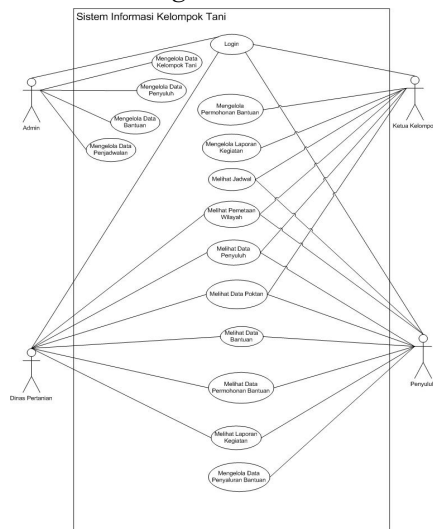 Sistem Informasi Kelompok Tani
Login
Mengelola Data
Kelompok Tani
Mengelola Data
Penyuluh
Mengelola Data
Bantuan
Mengelola Data
Penjadwalan
Admin
Mengelola
Permohonan Bantuan
Mengelola Laporan
Kegiatan
Melihat Jadwal
Melihat Pemetaan
Wilayah
Melihat Data
Penyuluh
Melihat Data Poktan
Melihat Data
Bantuan
Melihat Data
Permohonan Bantuan
Melihat Laporan
Kegiatan
Mengelola Data
Penyaluran Bantuan
Ketua Kelompo
Dinas Pertanian
Penyuluh